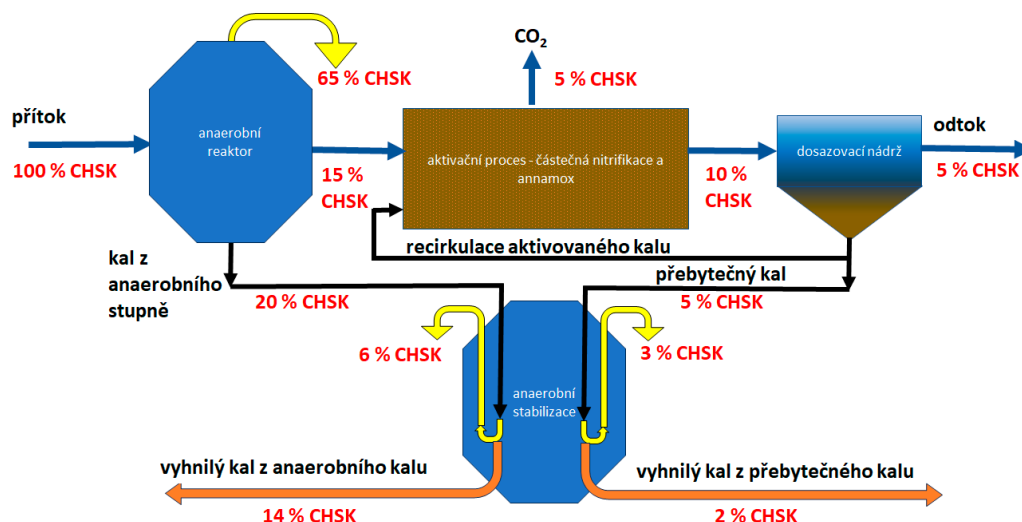 CO₂
65 % CHSK
5 % CHSK
přítok
100 % CHSK
anaerobní
reaktor
15 %
CHSK
aktivační proces - částečná nitrifikace a
annamox
10 %
CHSK
dosazovací nádrž
odtok
5 % CHSK
recirkulace aktivovaného kalu
kal z
anaerobního
stupně
20 % CHSK
přebytečný kal
5 % CHSK
6 % CHSK
3 % CHSK
anaerobní
stabilizace
vyhnilý kal z anaerobního kalu
14 % CHSK
vyhnilý kal z přebytečného kalu
2 % CHSK